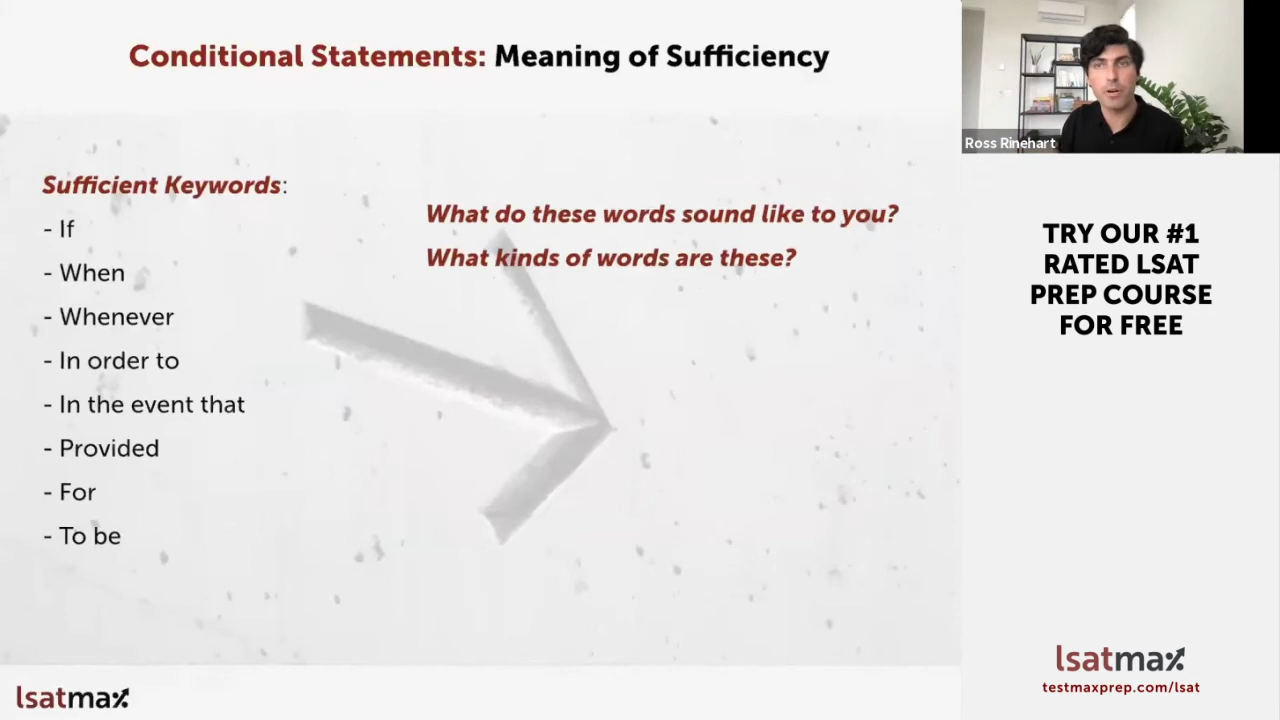 Conditional Statements: Meaning of Sufficiency
Ross Rinehart
Sufficient Keywords:
- If
- When
- Whenever
- In order to
- In the event that
- Provided
- For
- To be
What do these words sound like to you?
What kinds of words are these?
TRY OUR #1
RATED LSAT
PREP COURSE
FOR FREE
lsatmax
testmaxprep.com/lsat
lsatmax